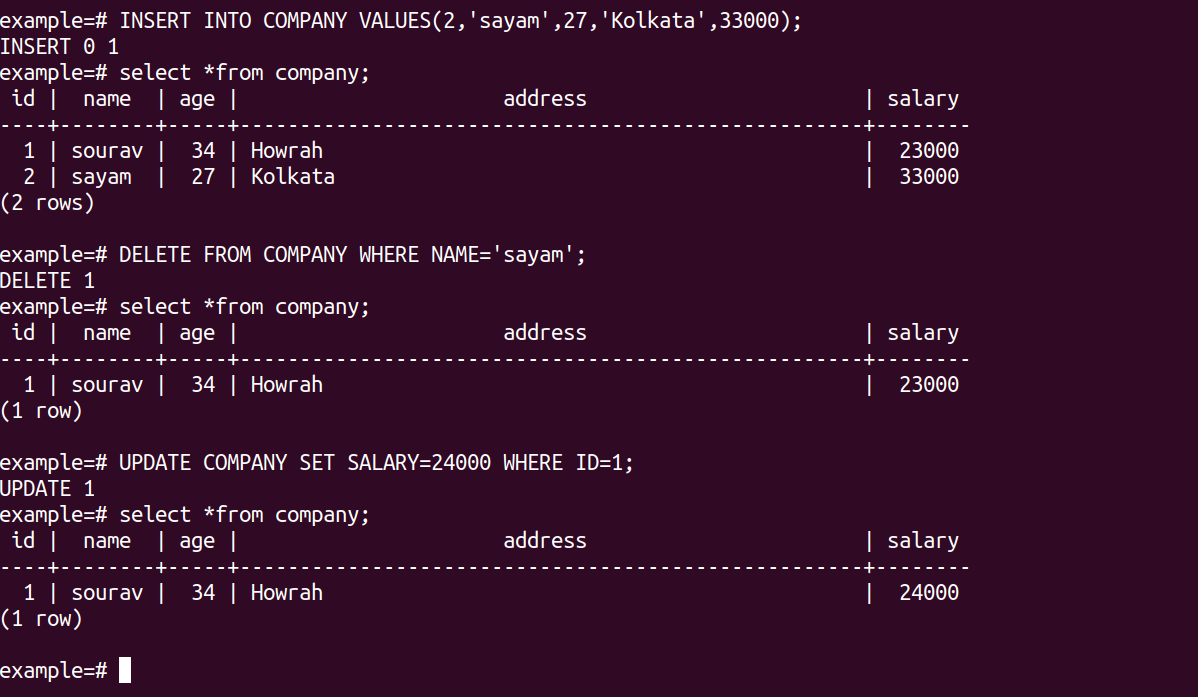 example=# INSERT INTO COMPANY VALUES(2,'sayam',27,'Kolkata',33000);
INSERT 0 1
example=# select *from company;
 id |  name  | age |                      address                       | salary
----+--------+-----+----------------------------------------------------+--------
  1 | sourav |  34 | Howrah                                             |  23000
  2 | sayam  |  27 | Kolkata                                            |  33000
(2 rows)

example=# DELETE FROM COMPANY WHERE NAME='sayam';
DELETE 1
example=# select *from company;
 id |  name  | age |                      address                       | salary
----+--------+-----+----------------------------------------------------+--------
  1 | sourav |  34 | Howrah                                             |  23000
(1 row)

example=# UPDATE COMPANY SET SALARY=24000 WHERE ID=1;
UPDATE 1
example=# select *from company;
 id |  name  | age |                      address                       | salary
----+--------+-----+----------------------------------------------------+--------
  1 | sourav |  34 | Howrah                                             |  24000
(1 row)

example=#